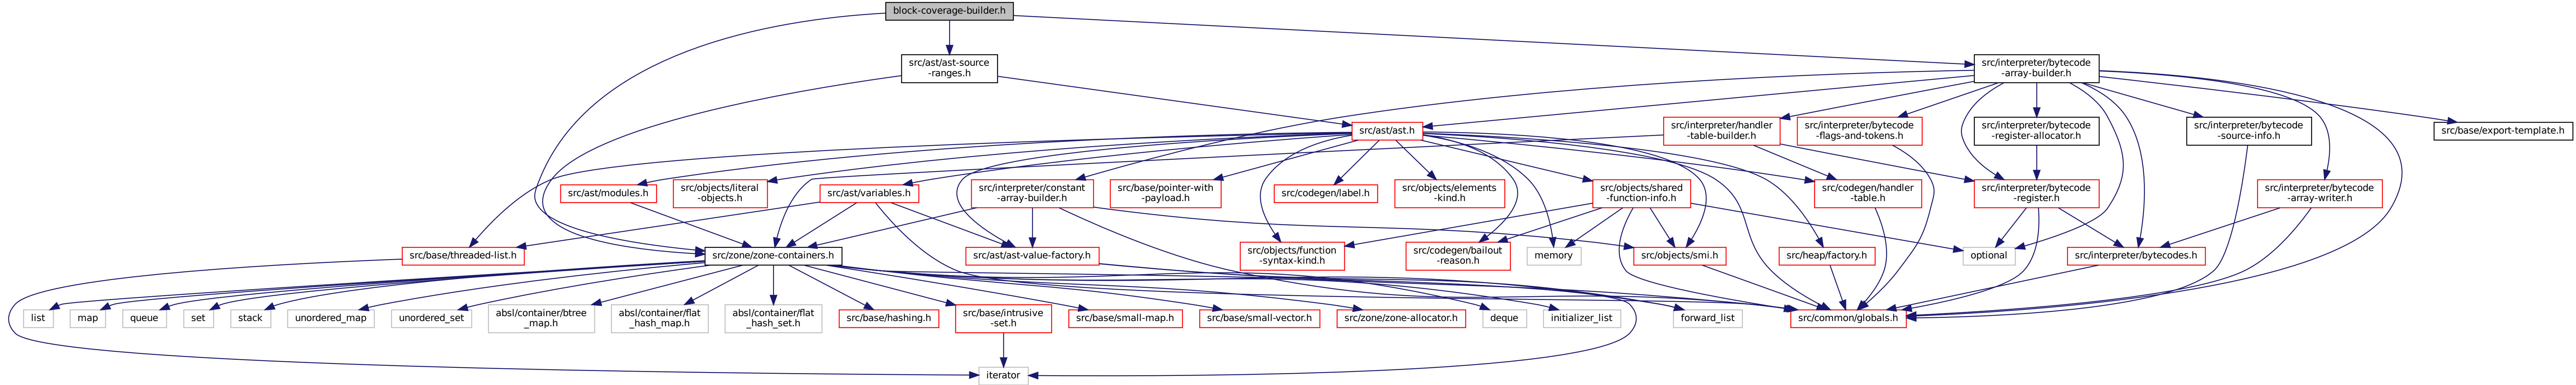 block-coverage-builder.h
src/ast/ast-source
-ranges.h
src/interpreter/bytecode
-array-builder.h
src/ast/ast.h
src/interpreter/handler
-table-builder.h
src/interpreter/bytecode
-flags-and-tokens.h
src/interpreter/bytecode
-register-allocator.h
src/interpreter/bytecode
-source-info.h
src/base/export-template.h
src/ast/modules.h
src/objects/literal
-objects.h
src/ast/variables.h
src/interpreter/constant
-array-builder.h
src/base/pointer-with
-payload.h
src/codegen/label.h
src/objects/elements
-kind.h
src/objects/shared
-function-info.h
src/codegen/handler
-table.h
src/interpreter/bytecode
-register.h
src/interpreter/bytecode
-array-writer.h
src/base/threaded-list.h
src/zone/zone-containers.h
src/ast/ast-value-factory.h
src/objects/function
-syntax-kind.h
src/codegen/bailout
-reason.h
memory
src/objects/smi.h
src/heap/factory.h
optional
src/interpreter/bytecodes.h
list
map
queue
set
stack
unordered_map
unordered_set
absl/container/btree
_map.h
absl/container/flat
_hash_map.h
absl/container/flat
_hash_set.h
src/base/hashing.h
src/base/intrusive
-set.h
src/base/small-map.h
src/base/small-vector.h
src/zone/zone-allocator.h
deque
initializer_list
forward_list
src/common/globals.h
iterator